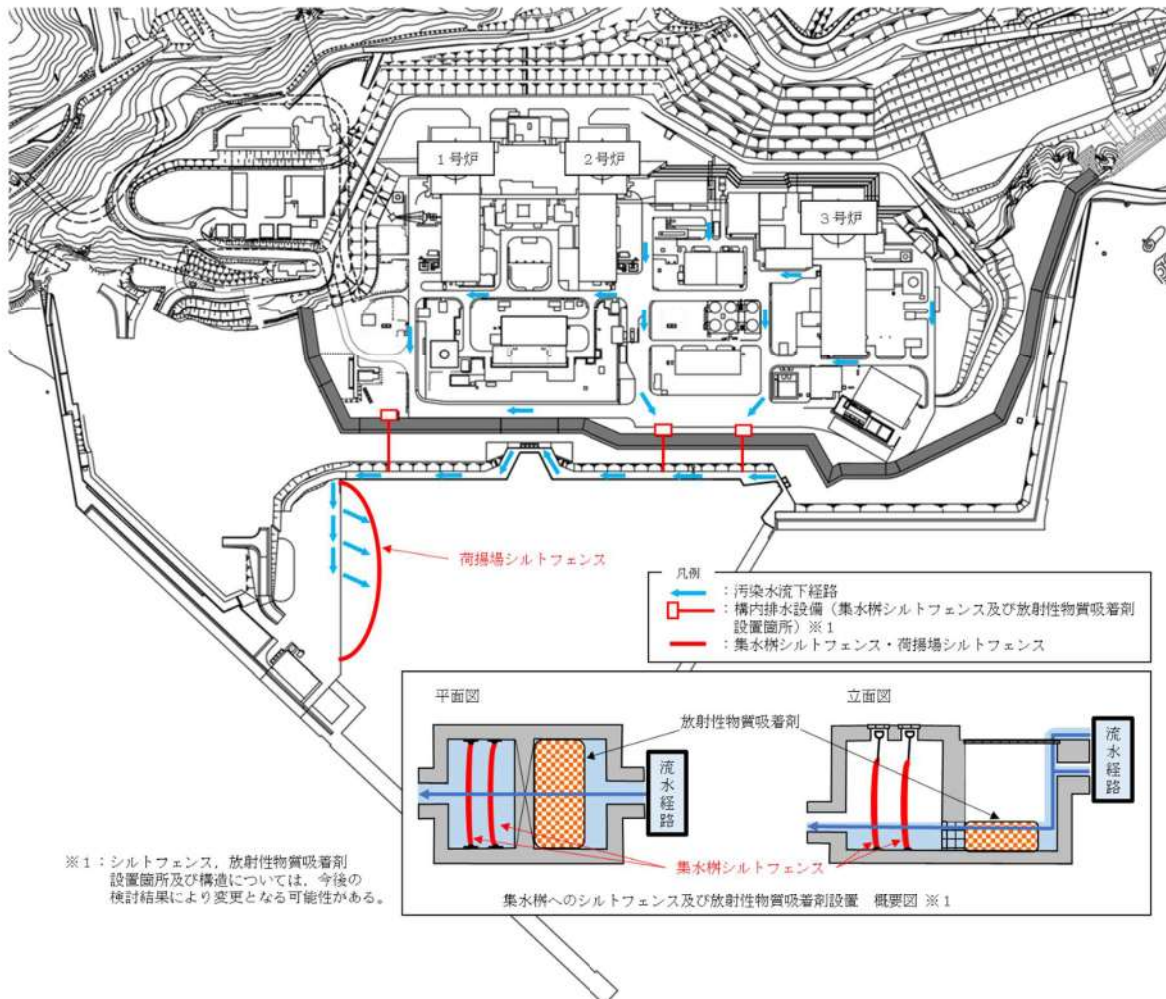 1号炉
2号炉
3号炉
荷揚場シルトフェンス
凡例
：汚染水流下経路
：構内排水設備（集水桝シルトフェンス及び放射性物質吸着剤
設置箇所）※1
：集水桝シルトフェンス・荷揚場シルトフェンス
平面図
立面図
放射性物質吸着剤
流水経路
流水経路
集水桝シルトフェンス
集水桝へのシルトフェンス及び放射性物質吸着剤設置　概要図 ※1
※1：シルトフェンス，放射性物質吸着剤
設置箇所及び構造については，今後の
検討結果により変更となる可能性がある。